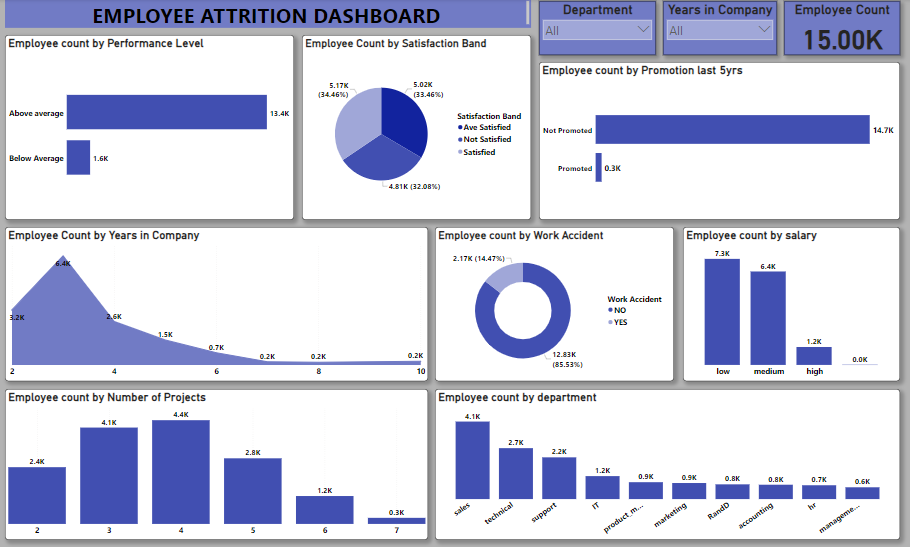 EMPLOYEE ATTRITION DASHBOARD
Department
All
Years in Company
All
Employee Count
15.00K
Employee count by Performance Level
Above average
13.4K
Below Average
1.6K
Employee Count by Satisfaction Band
5.17K
(34.46%)
5.02K
(33.46%)
4.81K (32.08%)
Satisfaction Band
Ave Satisfied
Not Satisfied
Satisfied
Employee count by Promotion last 5yrs
Not Promoted
14.7K
Promoted
0.3K
Employee Count by Years in Company
3.2K
6.4K
2.6K
1.5K
0.7K
0.2K
0.2K
0.2K
2
4
6
8
10
Employee count by Work Accident
2.17K (14.47%)
12.83K
(85.53%)
Work Accident
NO
YES
Employee count by salary
7.3K
6.4K
1.2K
0.0K
low
medium
high
Employee count by Number of Projects
2.4K
4.1K
4.4K
2.8K
1.2K
0.3K
2
3
4
5
6
7
Employee count by department
4.1K
2.7K
2.2K
1.2K
0.9K
0.9K
0.8K
0.8K
0.7K
0.6K
sales
technical
support
IT
product_m...
marketing
RandD
accounting
hr
manageme...